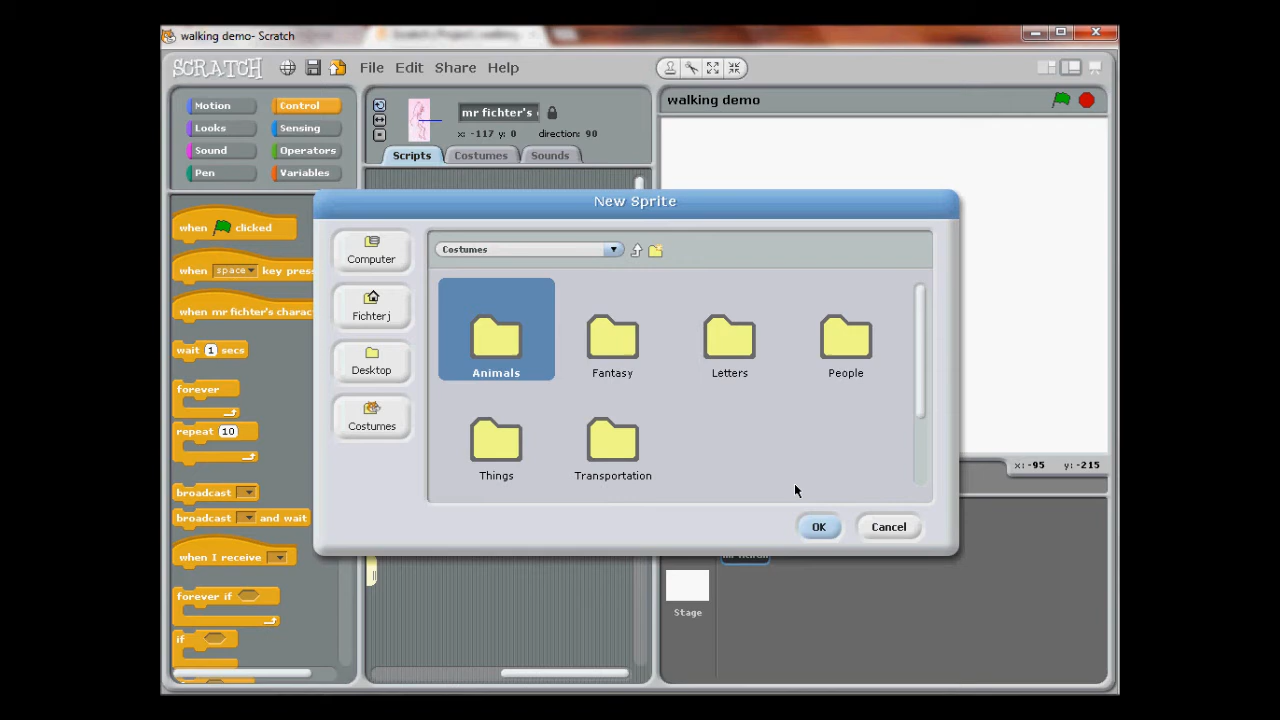 walking demo- Scratch
SCRATCH
File Edit Share Help
Motion Control
Looks Sensing
Sound Operators
Pen Variables
mr fichter's
x: -117 y: 0 direction: 90
Scripts Costumes Sounds
walking demo
New Sprite
when clicked
when space key pres
when mr fichter's charac
wait 1 secs
forever
repeat 10
broadcast
broadcast and wait
when I receive
forever if
if
Computer
Fichterj
Desktop
Costumes
Costumes
Animals Fantasy Letters People
Things Transportation
OK Cancel
x: -95 y: -215
Stage